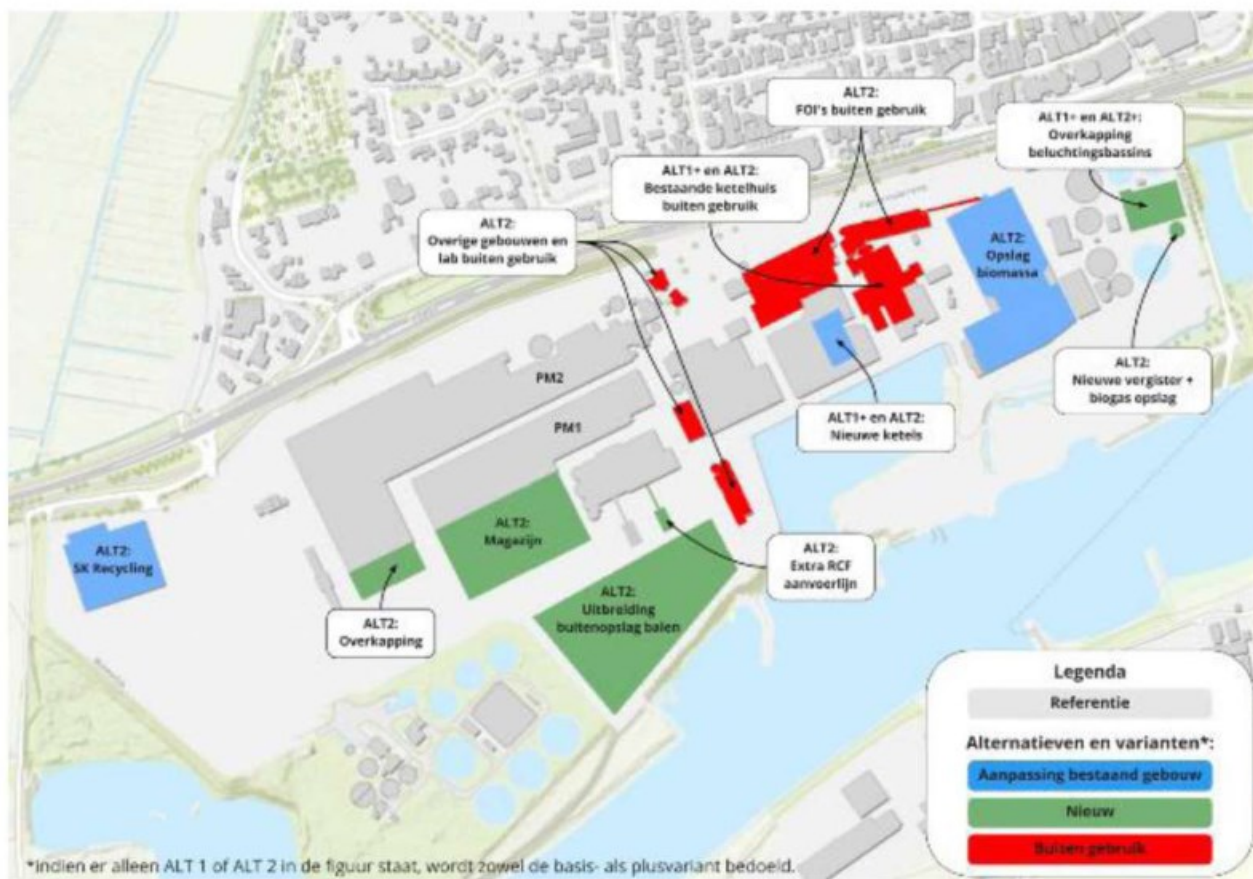 ALT2:
FOI's buiten gebruik
ALT1+ en ALT2+:
Overkapping
beluchtingsbassins
ALT1+ en ALT2:
Bestaande ketelhuis
buiten gebruik
ALT2:
Overige gebouwen en
lab buiten gebruik
ALT2:
Opslag
biomassa
PM2
ALT2:
Nieuwe vergister +
biogas opslag
PM1
ALT1+ en ALT2:
Nieuwe ketels
ALT2:
Magazijn
ALT2:
SK Recycling
ALT2:
Extra RCF
aanvoerlijn
ALT2:
Uitbreiding
buitenopslag balen
ALT2:
Overkapping
Legenda
Referentie
Alternatieven en varianten*:
Aanpassing bestaand gebouw
Nieuw
Buiten gebruik
*Indien er alleen ALT 1 of ALT 2 in de figuur staat, wordt zowel de basis- als plusvariant bedoeld.